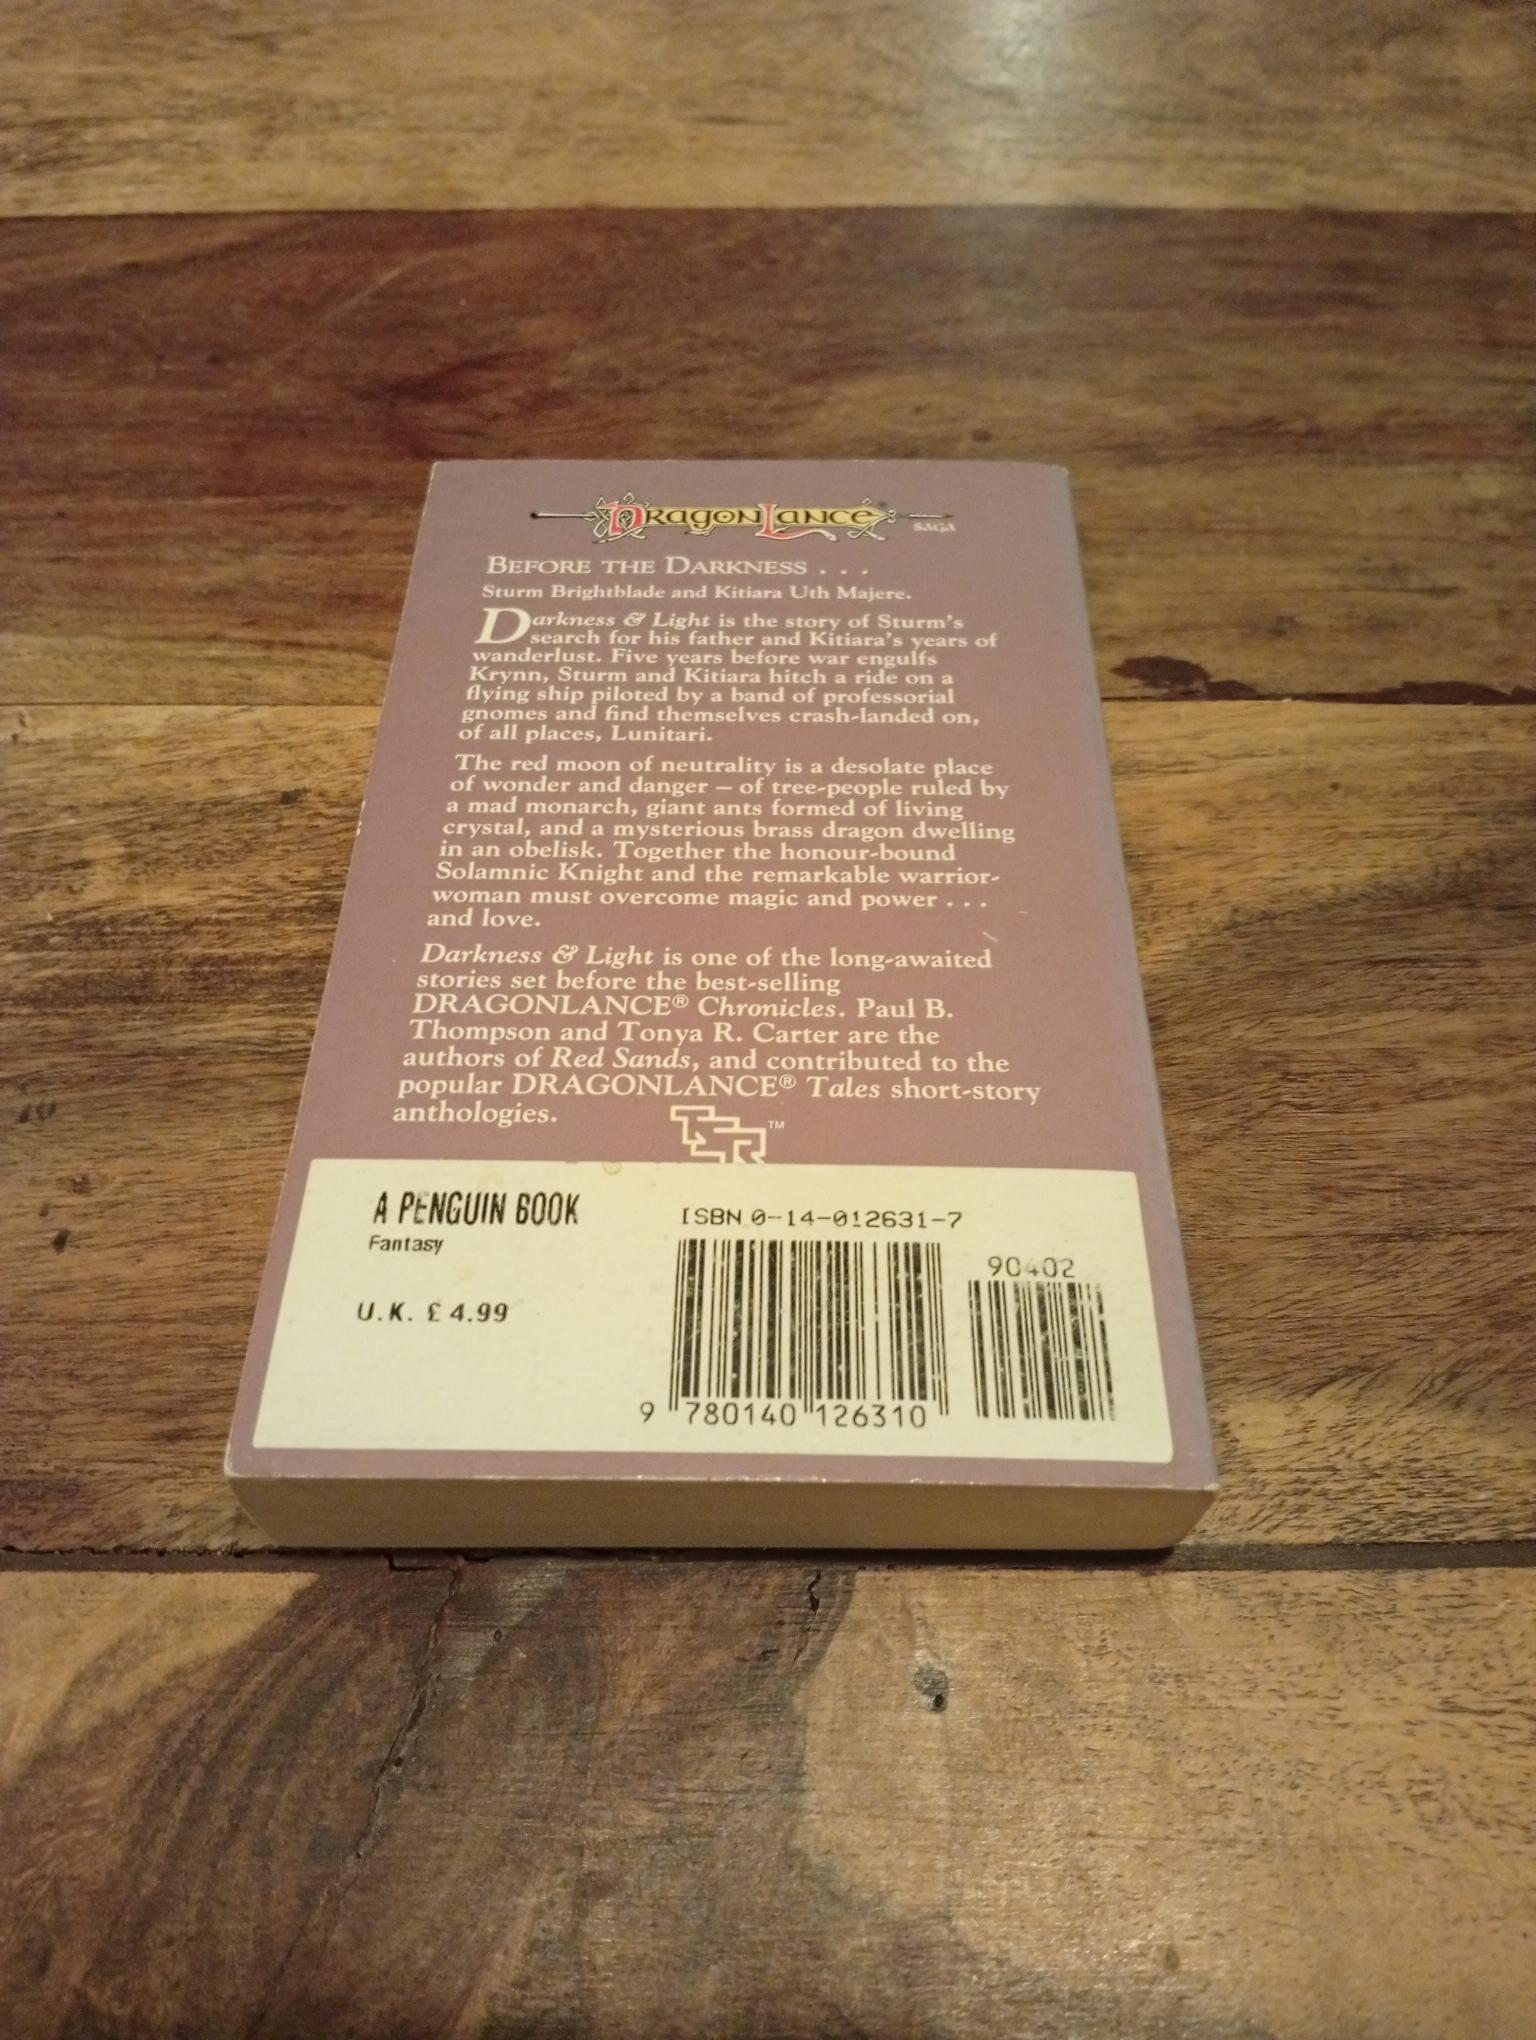 DRAGONLANCE®
SAGA
BEFORE THE DARKNESS . . .
Sturm Brightblade and Kitiara Uth Majere.
Darkness & Light is the story of Sturm's
search for his father and Kitiara's years of
wanderlust. Five years before war engulfs
Krynn, Sturm and Kitiara hitch a ride on a
flying ship piloted by a band of professorial
gnomes and find themselves crash-landed on,
of all places, Lunitari.
The red moon of neutrality is a desolate place
of wonder and danger – of tree-people ruled by
a mad monarch, giant ants formed of living
crystal, and a mysterious brass dragon dwelling
in an obelisk. Together the honour-bound
Solamnic Knight and the remarkable warrior-
woman must overcome magic and power . . .
and love.
Darkness & Light is one of the long-awaited
stories set before the best-selling
DRAGONLANCE® Chronicles. Paul B.
Thompson and Tonya R. Carter are the
authors of Red Sands, and contributed to the
popular DRAGONLANCE® Tales short-story
anthologies.
TSR™
A PENGUIN BOOK
Fantasy
U.K. £ 4.99
ISBN 0-14-012631-7
90402
9 780140 126310